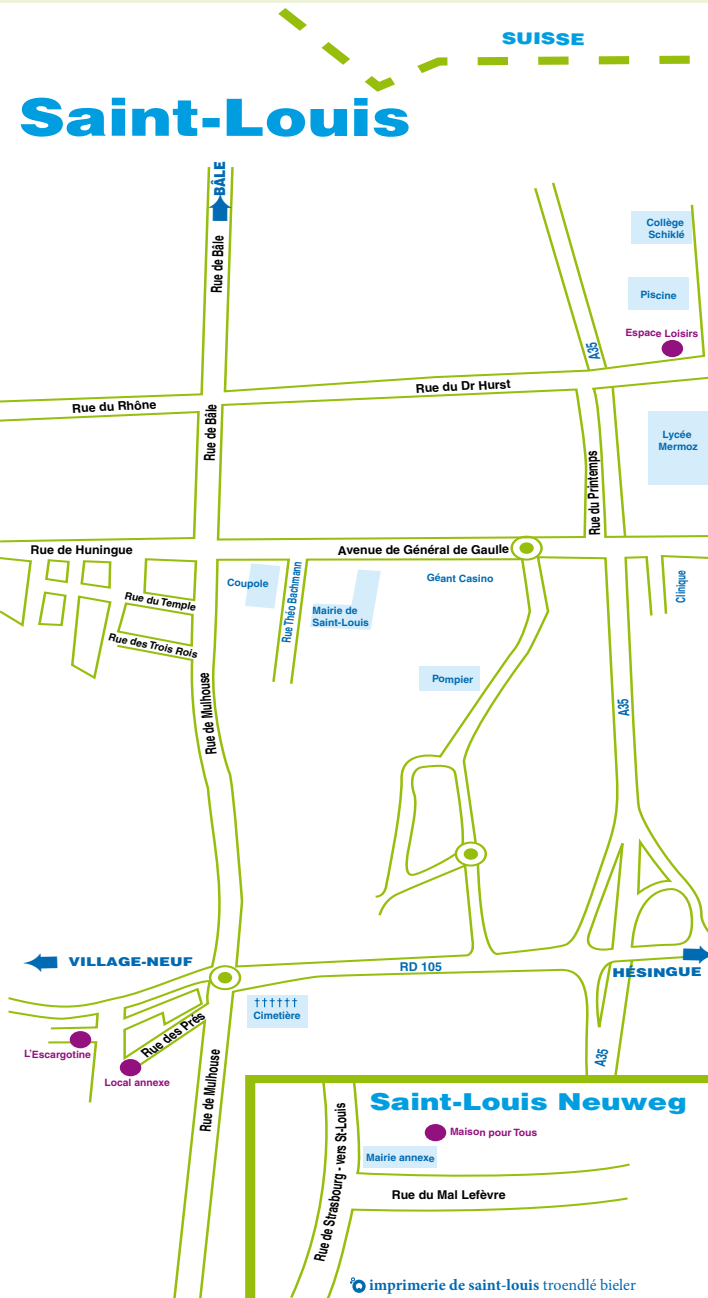 SUISSE
Saint-Louis
BÂLE
Rue de Bâle
Collège
Schiklé
Piscine
Espace Loisirs
A35
Rue du Dr Hurst
Rue du Rhône
Rue de Bâle
Lycée
Mermoz
Rue du Printemps
Rue de Huningue
Avenue de Général de Gaulle
Coupole
Rue Théo Bachmann
Mairie de
Saint-Louis
Géant Casino
Clinique
Rue du Temple
Rue des Trois Rois
Rue de Mulhouse
Pompier
A35
VILLAGE-NEUF
RD 105
HÉSINGUE
††††††
Cimetière
Rue des Prés
L'Escargotine
Local annexe
Rue de Mulhouse
A35
Saint-Louis Neuweg
Maison pour Tous
Mairie annexe
Rue de Strasbourg - vers St-Louis
Rue du Mal Lefèvre
imprimerie de saint-louis troendlé bieler